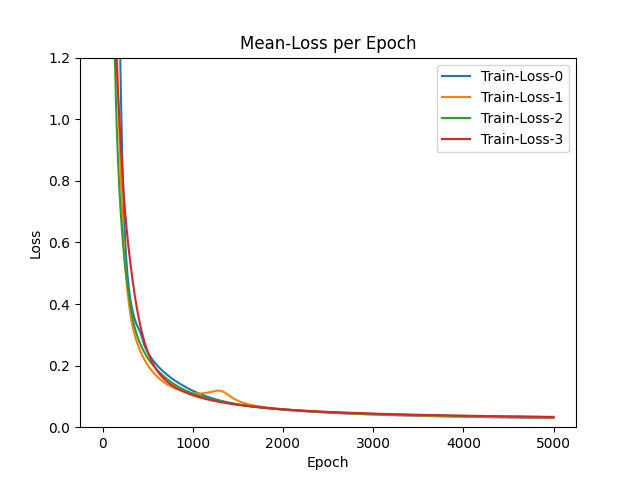 Mean-Loss per Epoch
1.2
1.0
0.8
0.6
0.4
0.2
0.0
Loss
Train-Loss-0
Train-Loss-1
Train-Loss-2
Train-Loss-3
0 1000 2000 3000 4000 5000
Epoch